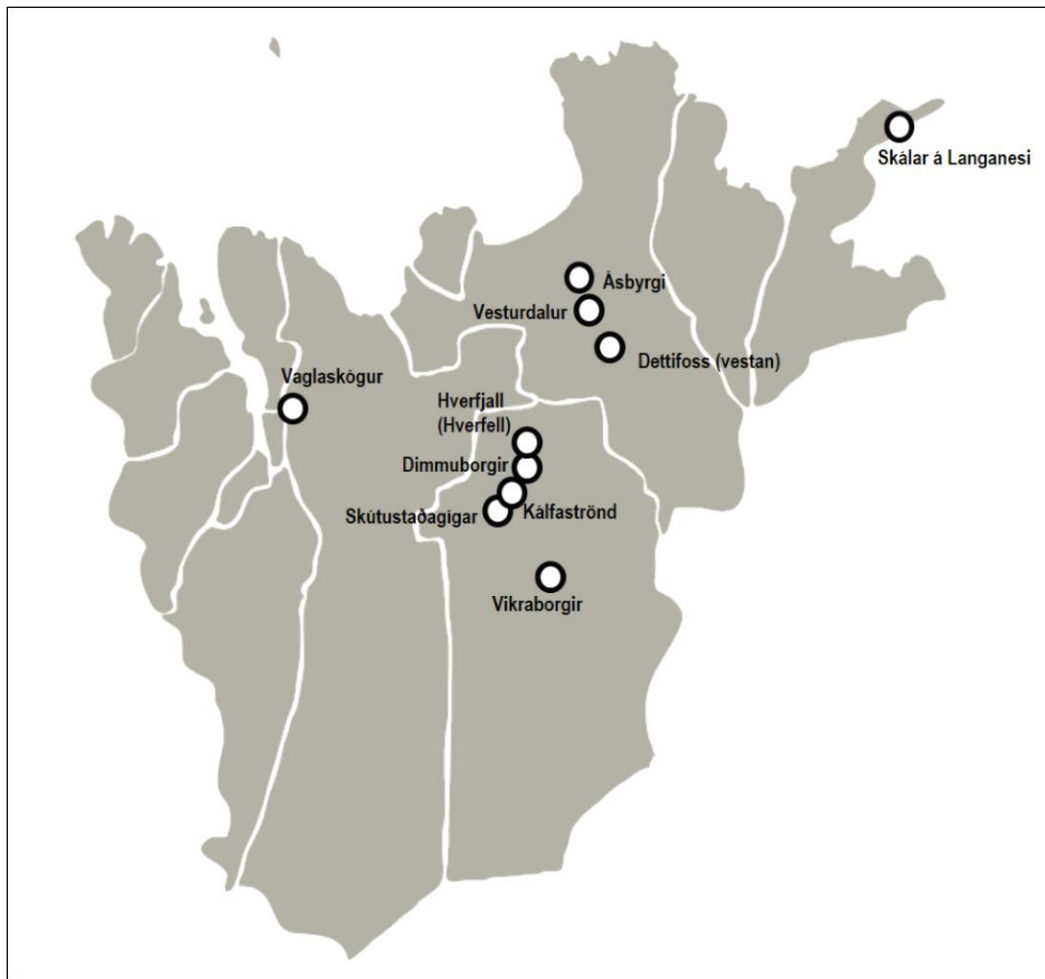 Skálar á Langanesi
Ásbyrgi
Vesturdalur
Dettifoss (vestan)
Vaglaskógur
Hverfjall
(Hverfell)
Dimmuborgir
Kálfaströnd
Skútustaðagígar
Vikraborgir